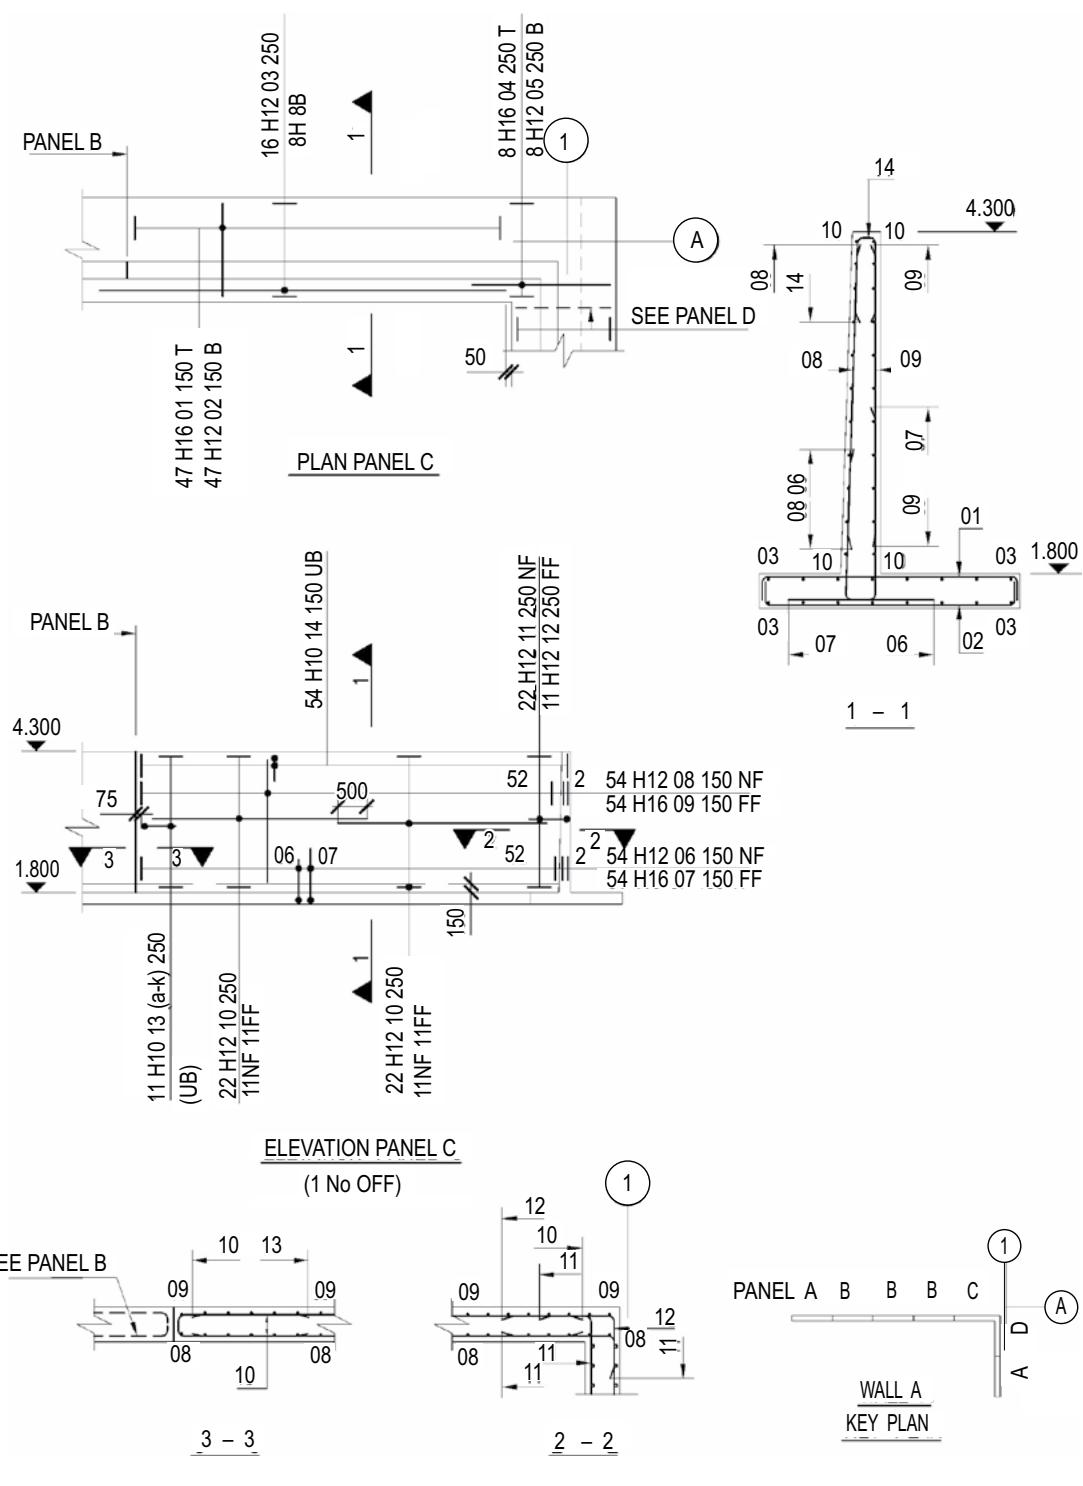 16 H12 03 250
8H 8B
8 H16 04 250 T
8 H12 05 250 B
1
1
PANEL B
A
SEE PANEL D
1
50
47 H16 01 150 T
47 H12 02 150 B
PLAN PANEL C
14
4.300
10
10
08
14
09
08
09
07
08 06
09
01
03
10
10
03
1.800
03
07
06
02
03
1 – 1
54 H10 14 150 UB
22 H12 11 250 NF
11 H12 12 250 FF
PANEL B
1
4.300
75
500
52
2
54 H12 08 150 NF
54 H16 09 150 FF
3
3
06
07
2
2
52
2
54 H12 06 150 NF
54 H16 07 150 FF
1.800
150
1
11 H10 13 (a-k) 250
(UB)
22 H12 10 250
11NF 11FF
22 H12 10 250
11NF 11FF
ELEVATION PANEL C
(1 No OFF)
EE PANEL B
10
13
09
09
08
08
10
3 – 3
1
12
10
11
09
09
12
08
08
11
11
11
2 – 2
1
PANEL A B B B C
A
D
A
WALL A
KEY PLAN